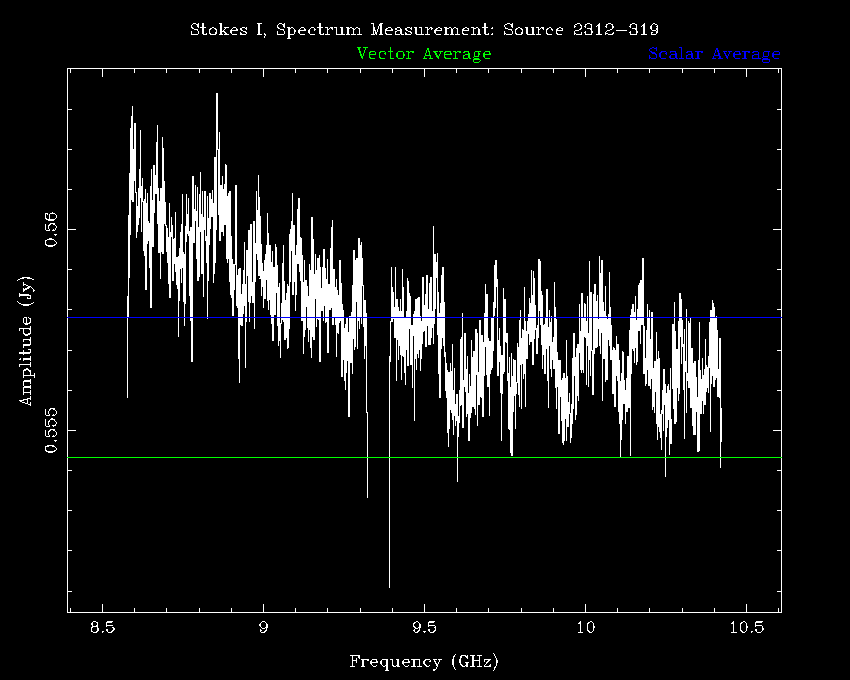 Stokes I, Spectrum Measurement: Source 2312−319
Vector Average Scalar Average
0.56
0.555
Amplitude (Jy)
8.5 9 9.5 10 10.5
Frequency (GHz)